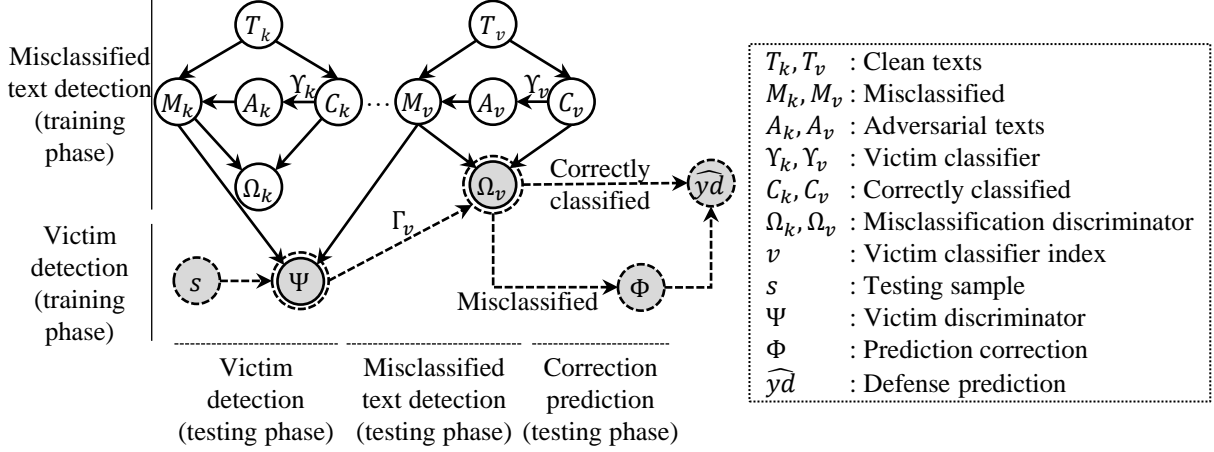 Misclassified
text detection
(training
phase)
T_k
T_v
M_k
A_k
ϒ_k
C_k
...
M_v
A_v
ϒ_v
C_v
Ω_k
Ω_v
Correctly
classified
ŷd
Victim
detection
(training
phase)
s
Ψ
Γ_v
Misclassified
Φ
Victim
detection
(testing phase)
Misclassified
text detection
(testing phase)
Correction
prediction
(testing phase)
T_k, T_v : Clean texts
M_k, M_v : Misclassified
A_k, A_v : Adversarial texts
ϒ_k, ϒ_v : Victim classifier
C_k, C_v : Correctly classified
Ω_k, Ω_v : Misclassification discriminator
v : Victim classifier index
s : Testing sample
Ψ : Victim discriminator
Φ : Prediction correction
ŷd : Defense prediction